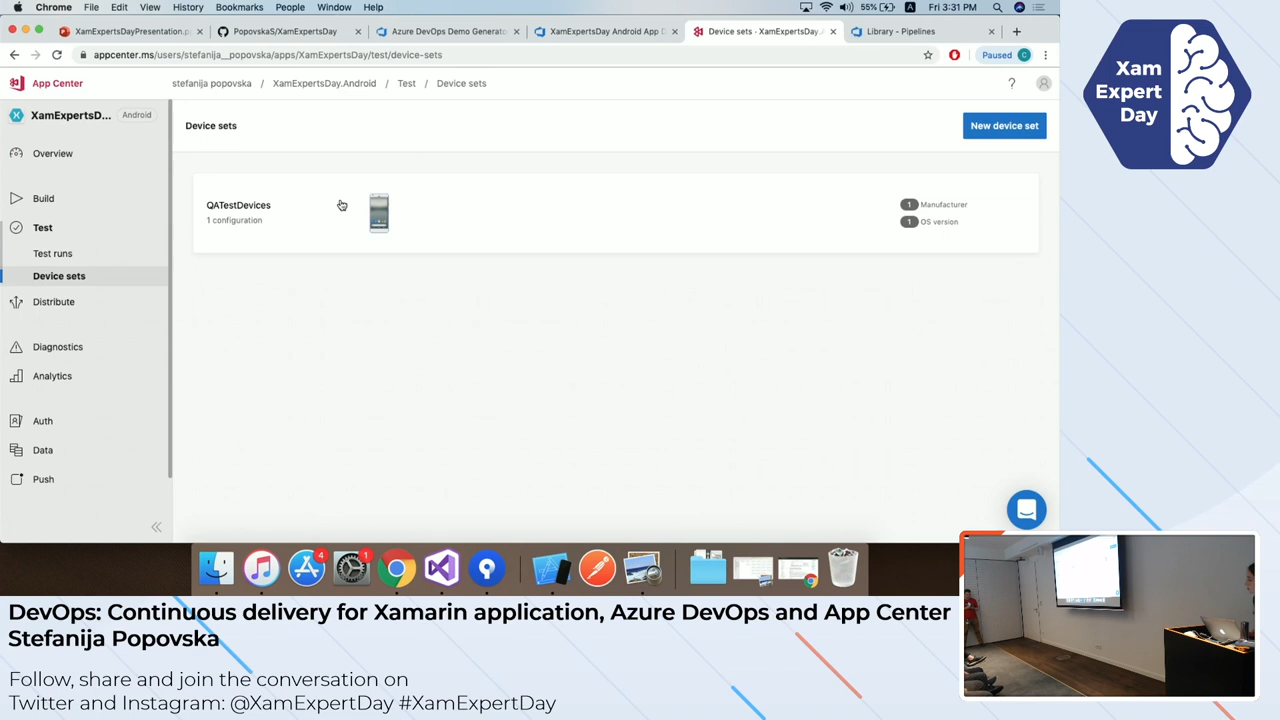 Chrome File Edit View History Bookmarks People Window Help
55% Fri 3:31 PM
XamExpertsDayPresentation.p
PopovskaS/XamExpertsDay
Azure DevOps Demo Generato
XamExpertsDay Android App D
Device sets - XamExpertsDay.A
Library - Pipelines
appcenter.ms/users/stefanija__popovska/apps/XamExpertsDay/test/device-sets
Paused C
App Center
stefanija popovska / XamExpertsDay.Android / Test / Device sets
?
XamExpertsD... Android
Overview
Build
Test
Test runs
Device sets
Distribute
Diagnostics
Analytics
Auth
Data
Push
Device sets
New device set
QATestDevices
1 configuration
1 Manufacturer
1 OS version
4
1
Xam
Expert
Day
DevOps: Continuous delivery for Xamarin application, Azure DevOps and App Center
Stefanija Popovska
Follow, share and join the conversation on
Twitter and Instagram: @XamExpertDay #XamExpertDay